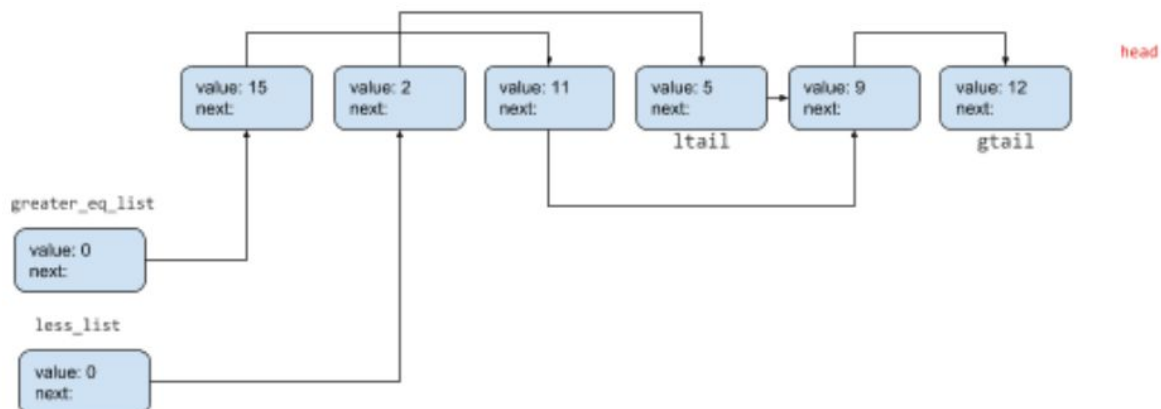 head
value: 15
next:
value: 2
next:
value: 11
next:
value: 5
next:
value: 9
next:
value: 12
next:
ltail
gtail
greater_eq_list
value: 0
next:
less_list
value: 0
next: